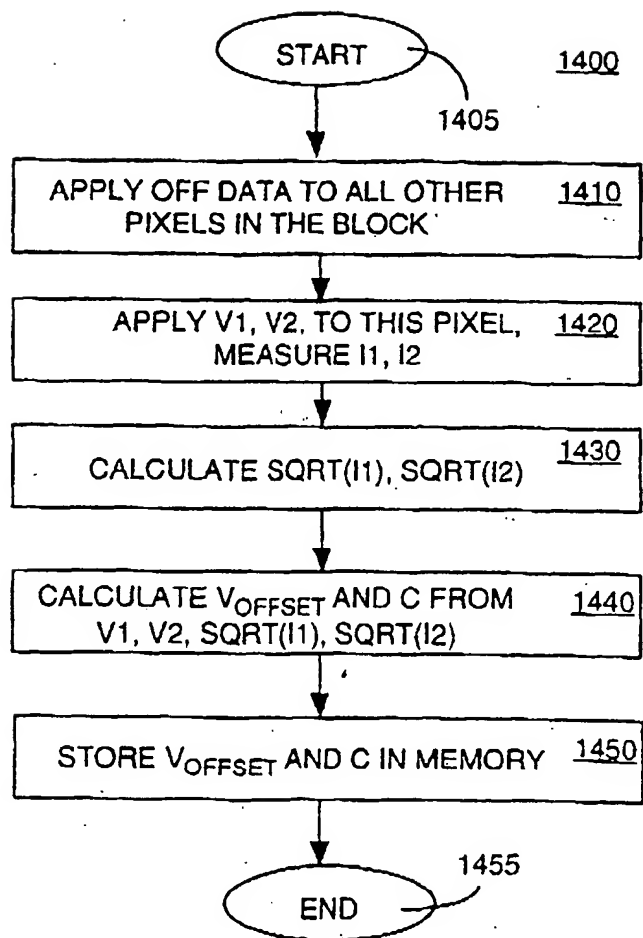 START
1400
1405
APPLY OFF DATA TO ALL OTHER
PIXELS IN THE BLOCK
1410
APPLY V1, V2, TO THIS PIXEL,
MEASURE I1, I2
1420
CALCULATE SQRT(I1), SQRT(I2)
1430
CALCULATE VOFFSET AND C FROM
V1, V2, SQRT(I1), SQRT(I2)
1440
STORE VOFFSET AND C IN MEMORY
1450
1455
END